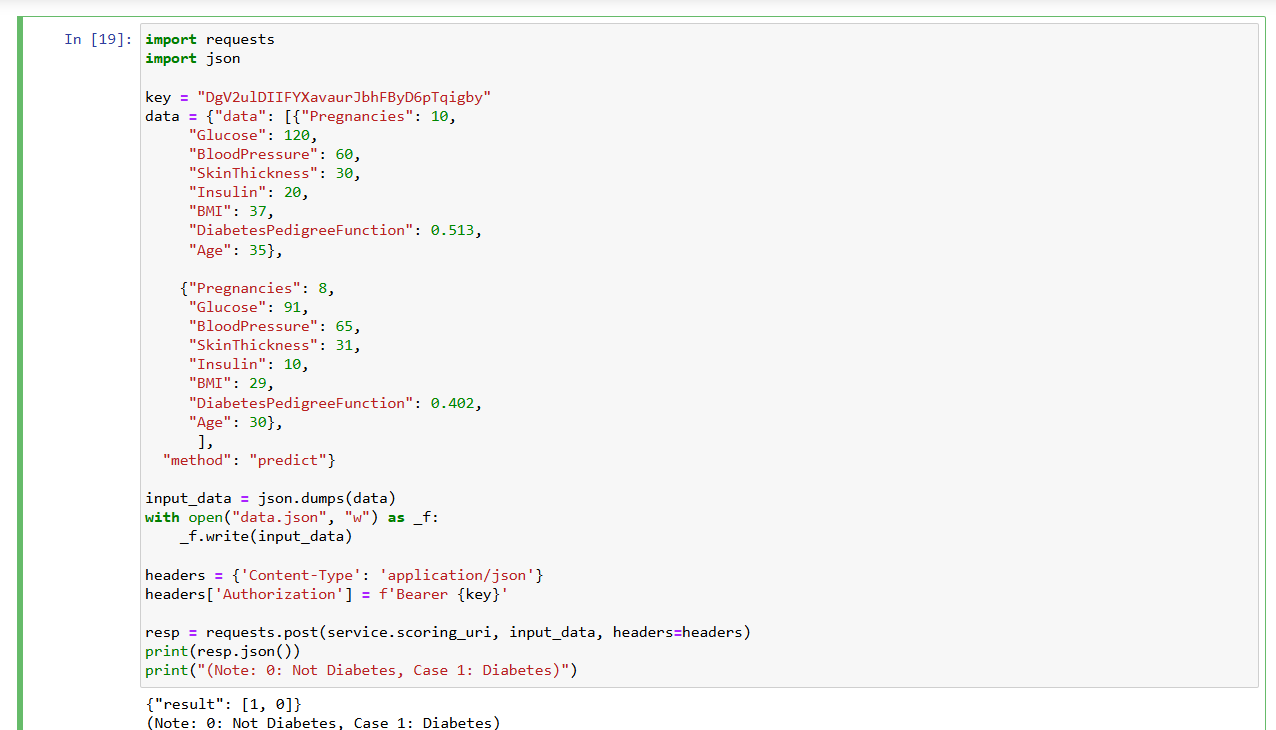 In [19]: import requests
import json
key = "DgV2ulDIIFYXavaurJbhFByD6pTqigby"
data = {"data": [{"Pregnancies": 10,
"Glucose": 120,
"BloodPressure": 60,
"SkinThickness": 30,
"Insulin": 20,
"BMI": 37,
"DiabetesPedigreeFunction": 0.513,
"Age": 35},
{"Pregnancies": 8,
"Glucose": 91,
"BloodPressure": 65,
"SkinThickness": 31,
"Insulin": 10,
"BMI": 29,
"DiabetesPedigreeFunction": 0.402,
"Age": 30},
],
"method": "predict"}
input_data = json.dumps(data)
with open("data.json", "w") as _f:
_f.write(input_data)
headers = {'Content-Type': 'application/json'}
headers['Authorization'] = f'Bearer {key}'
resp = requests.post(service.scoring_uri, input_data, headers=headers)
print(resp.json())
print("(Note: 0: Not Diabetes, Case 1: Diabetes)")
{"result": [1, 0]}
(Note: 0: Not Diabetes, Case 1: Diabetes)